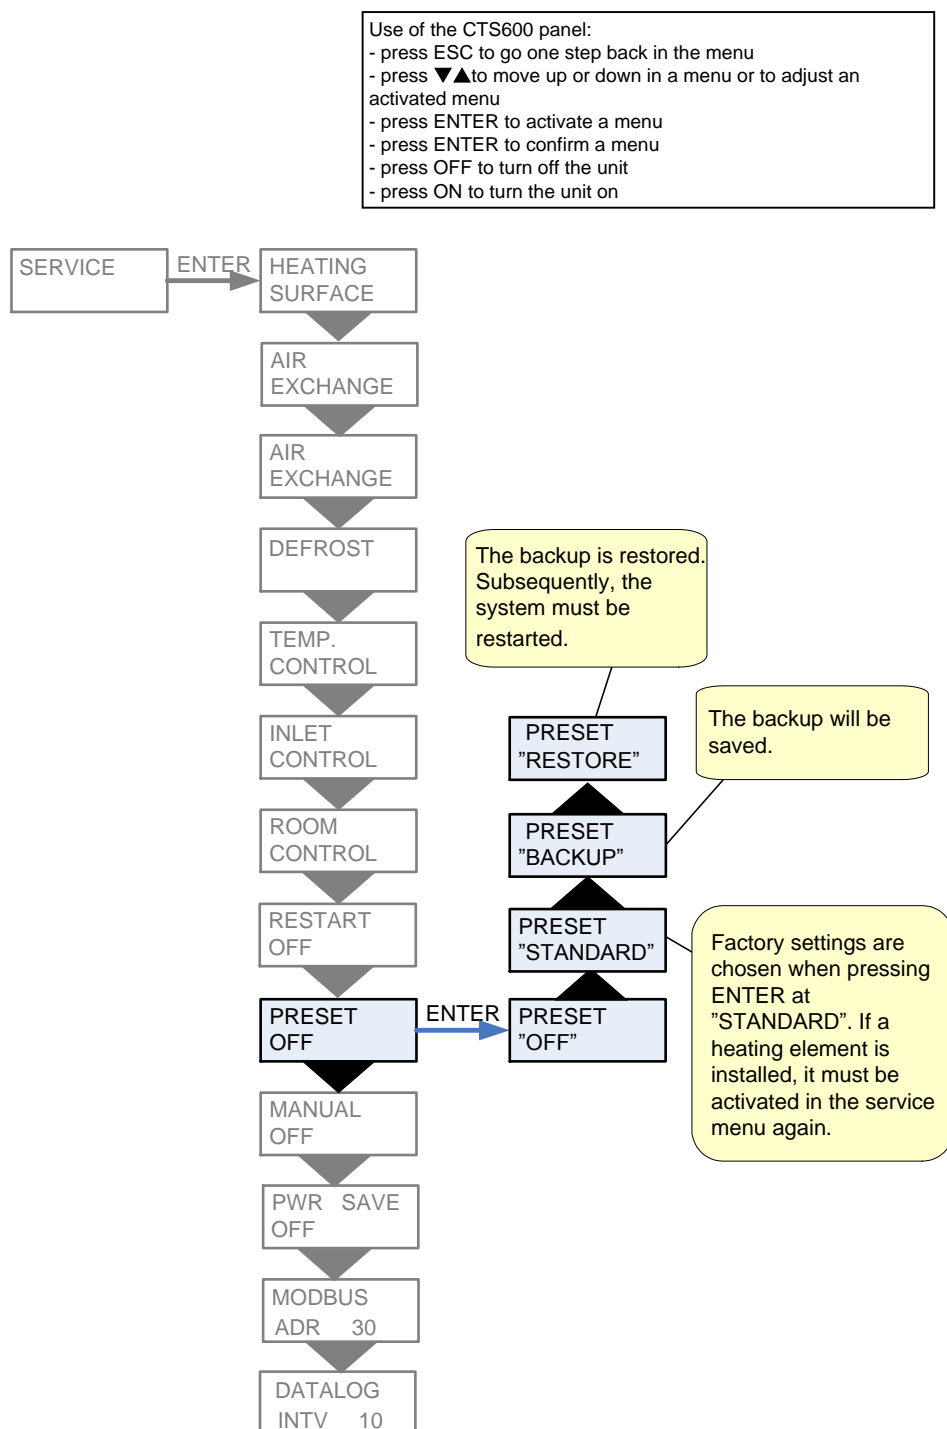 Use of the CTS600 panel:
- press ESC to go one step back in the menu
- press ▼▲to move up or down in a menu or to adjust an
activated menu
- press ENTER to activate a menu
- press ENTER to confirm a menu
- press OFF to turn off the unit
- press ON to turn the unit on
SERVICE
ENTER
HEATING
SURFACE
AIR
EXCHANGE
AIR
EXCHANGE
DEFROST
TEMP.
CONTROL
INLET
CONTROL
ROOM
CONTROL
RESTART
OFF
PRESET
OFF
ENTER
PRESET
"OFF"
PRESET
”STANDARD”
PRESET
”BACKUP”
PRESET
”RESTORE”
The backup is restored.
Subsequently, the
system must be
restarted.
The backup will be
saved.
Factory settings are
chosen when pressing
ENTER at
”STANDARD”. If a
heating element is
installed, it must be
activated in the service
menu again.
MANUAL
OFF
PWR SAVE
OFF
MODBUS
ADR 30
DATALOG
INTV 10